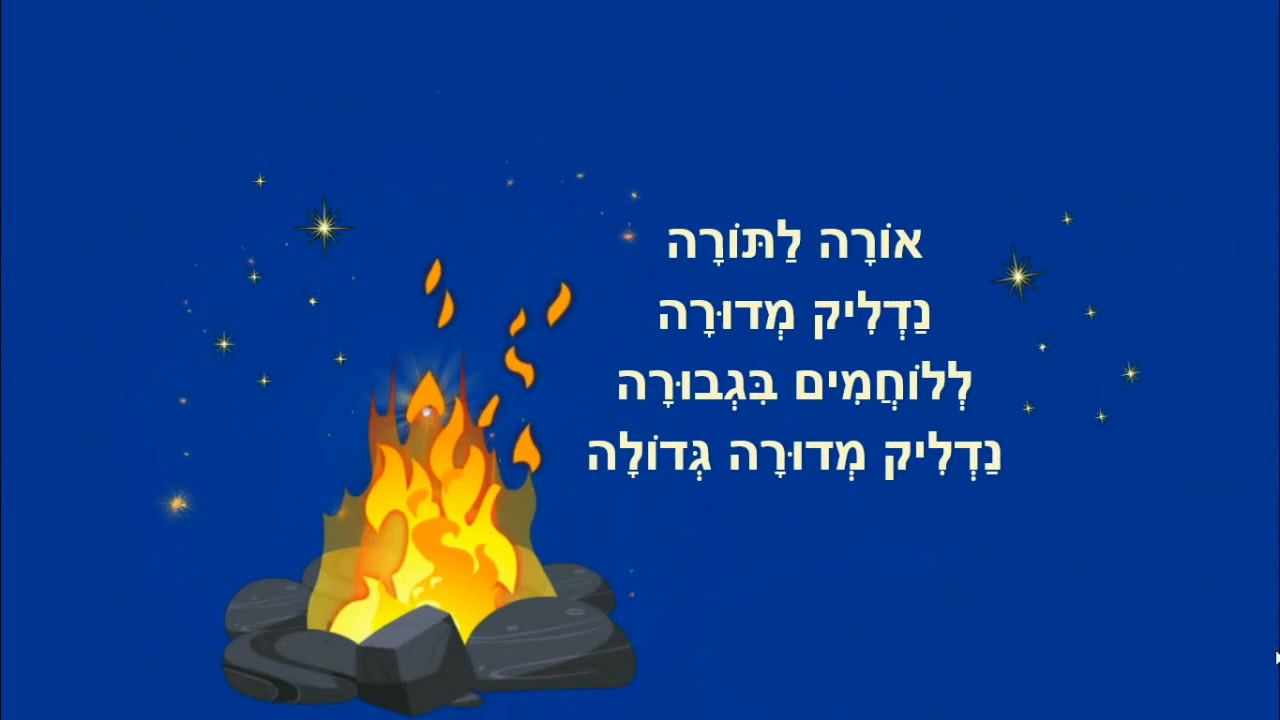 אוֹרָה לַתּוֹרָה
נַדְלִיק מְדוּרָה
לְלוֹחֲמִים בִּגְבוּרָה
נַדְלִיק מְדוּרָה גְּדוֹלָה